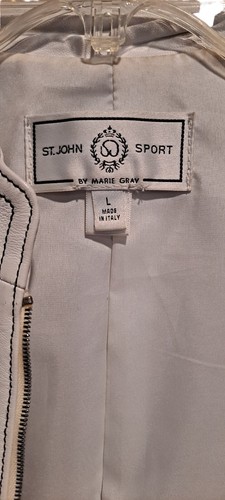 ST. JOHN SPORT
BY MARIE GRAY
L
MADE
IN ITALY